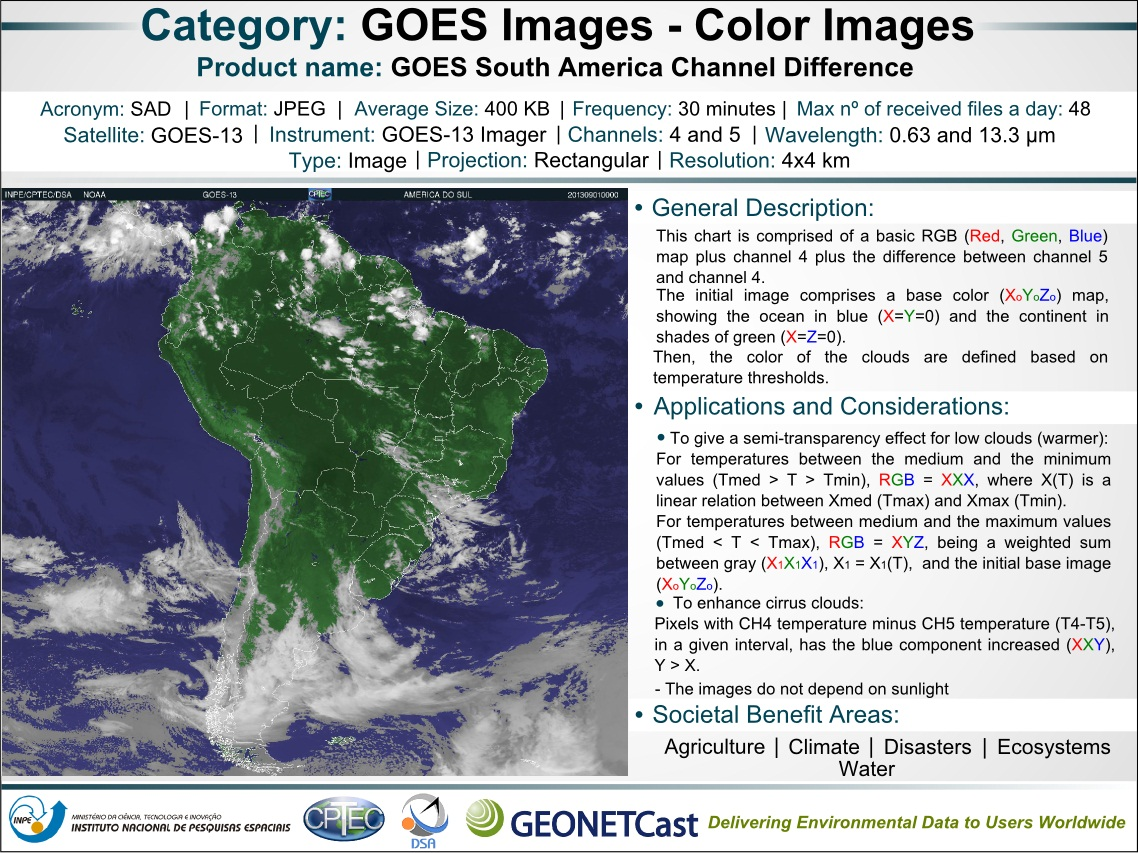 Category: GOES Images - Color Images
Product name: GOES South America Channel Difference
Acronym: SAD | Format: JPEG | Average Size: 400 KB | Frequency: 30 minutes | Max nº of received files a day: 48
Satellite: GOES-13 | Instrument: GOES-13 Imager | Channels: 4 and 5 | Wavelength: 0.63 and 13.3 µm
Type: Image | Projection: Rectangular | Resolution: 4x4 km
INPE/CPTEC/DSA NOAA GOES-13 CPTEC AMERICA DO SUL 201309010000
• General Description:
This chart is comprised of a basic RGB (Red, Green, Blue)
map plus channel 4 plus the difference between channel 5
and channel 4.
The initial image comprises a base color (X₀Y₀Z₀) map,
showing the ocean in blue (X=Y=0) and the continent in
shades of green (X=Z=0).
Then, the color of the clouds are defined based on
temperature thresholds.
• Applications and Considerations:
• To give a semi-transparency effect for low clouds (warmer):
For temperatures between the medium and the minimum
values (Tmed > T > Tmin), RGB = XXX, where X(T) is a
linear relation between Xmed (Tmax) and Xmax (Tmin).
For temperatures between medium and the maximum values
(Tmed < T < Tmax), RGB = XYZ, being a weighted sum
between gray (X₁X₁X₁), X₁ = X₁(T), and the initial base image
(X₀Y₀Z₀).
• To enhance cirrus clouds:
Pixels with CH4 temperature minus CH5 temperature (T4-T5),
in a given interval, has the blue component increased (XXY),
Y > X.
- The images do not depend on sunlight
• Societal Benefit Areas:
Agriculture | Climate | Disasters | Ecosystems
Water
INPE
MINISTÉRIO DA CIÊNCIA, TECNOLOGIA E INOVAÇÃO
INSTITUTO NACIONAL DE PESQUISAS ESPACIAIS
CPTEC
DSA
GEONETCast
Delivering Environmental Data to Users Worldwide